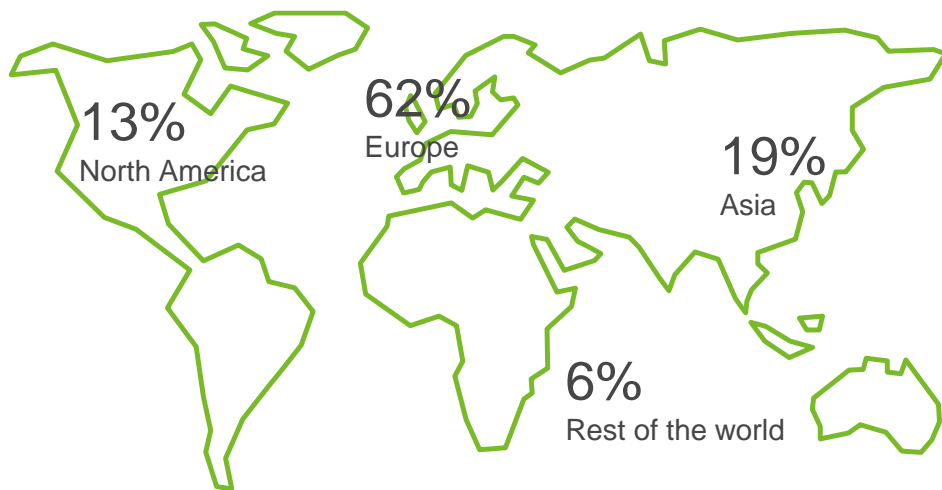 13%
North America
62%
Europe
19%
Asia
6%
Rest of the world